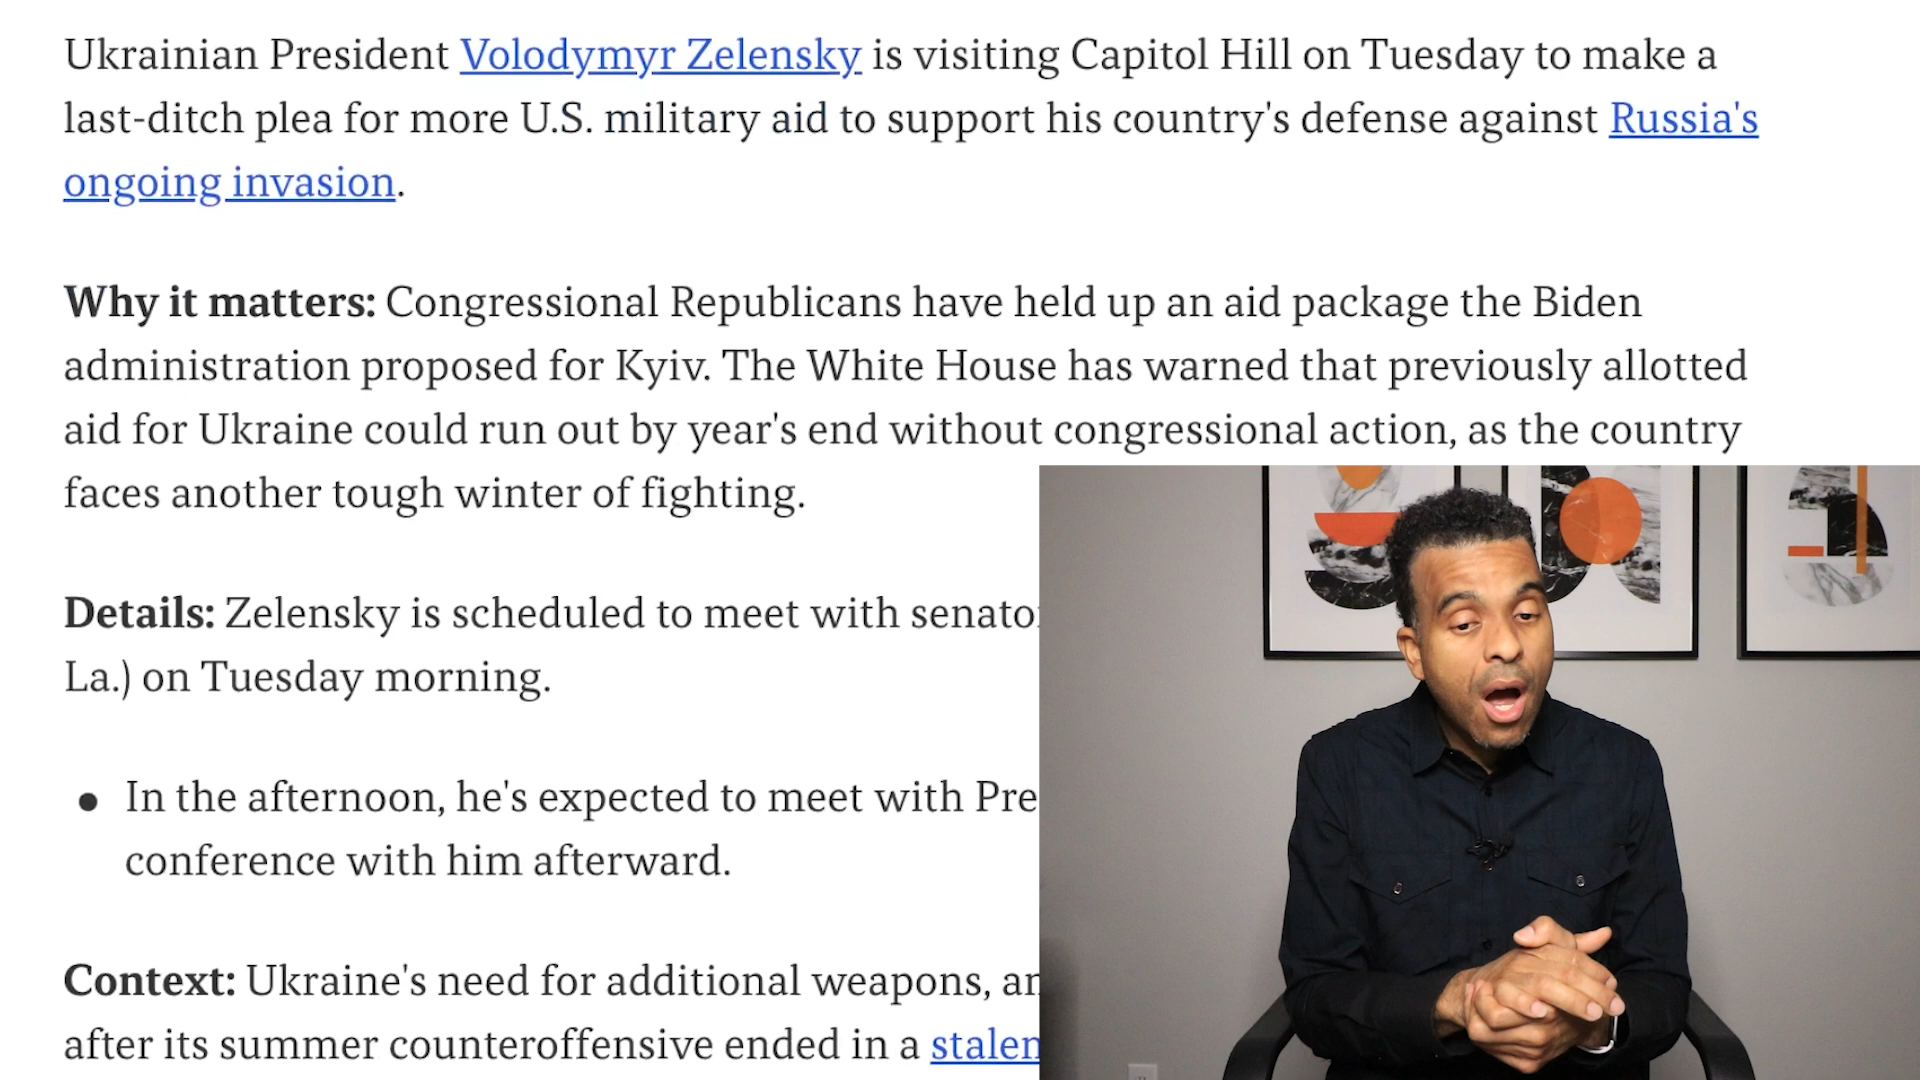 Ukrainian President Volodymyr Zelensky is visiting Capitol Hill on Tuesday to make a
last-ditch plea for more U.S. military aid to support his country's defense against Russia's
ongoing invasion.
Why it matters: Congressional Republicans have held up an aid package the Biden
administration proposed for Kyiv. The White House has warned that previously allotted
aid for Ukraine could run out by year's end without congressional action, as the country
faces another tough winter of fighting.
Details: Zelensky is scheduled to meet with
La.) on Tuesday morning.
• In the afternoon, he's expected to meet with
conference with him afterward.
Context: Ukraine's need for additional weapons,
after its summer counteroffensive ended in a